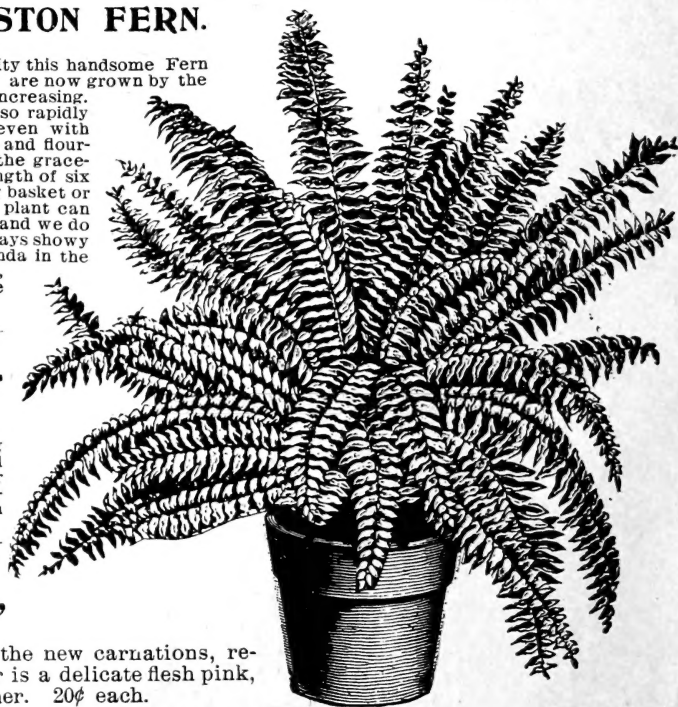 STON FERN.
ity this handsome Fern
are now grown by the
ncreasing.
so rapidly
even with
and flour-
the grace-
ngth of six
basket or
plant can
and we do
ays showy
nda in the
the new carnations, re-
r is a delicate flesh pink,
ner. 20¢ each.